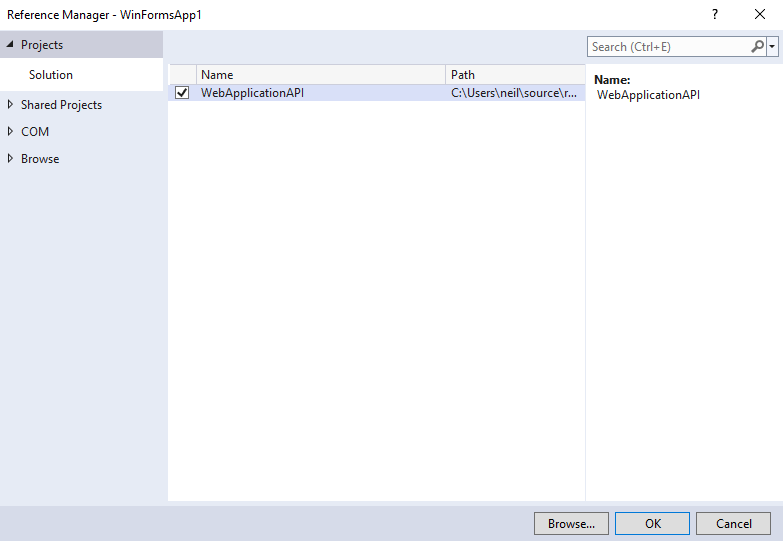 Reference Manager - WinFormsApp1
?
Projects
Search (Ctrl+E)
Solution
Name
Path
Name:
WebApplicationAPI
C:\Users\neil\source\r...
WebApplicationAPI
Shared Projects
COM
Browse
Browse...
OK
Cancel